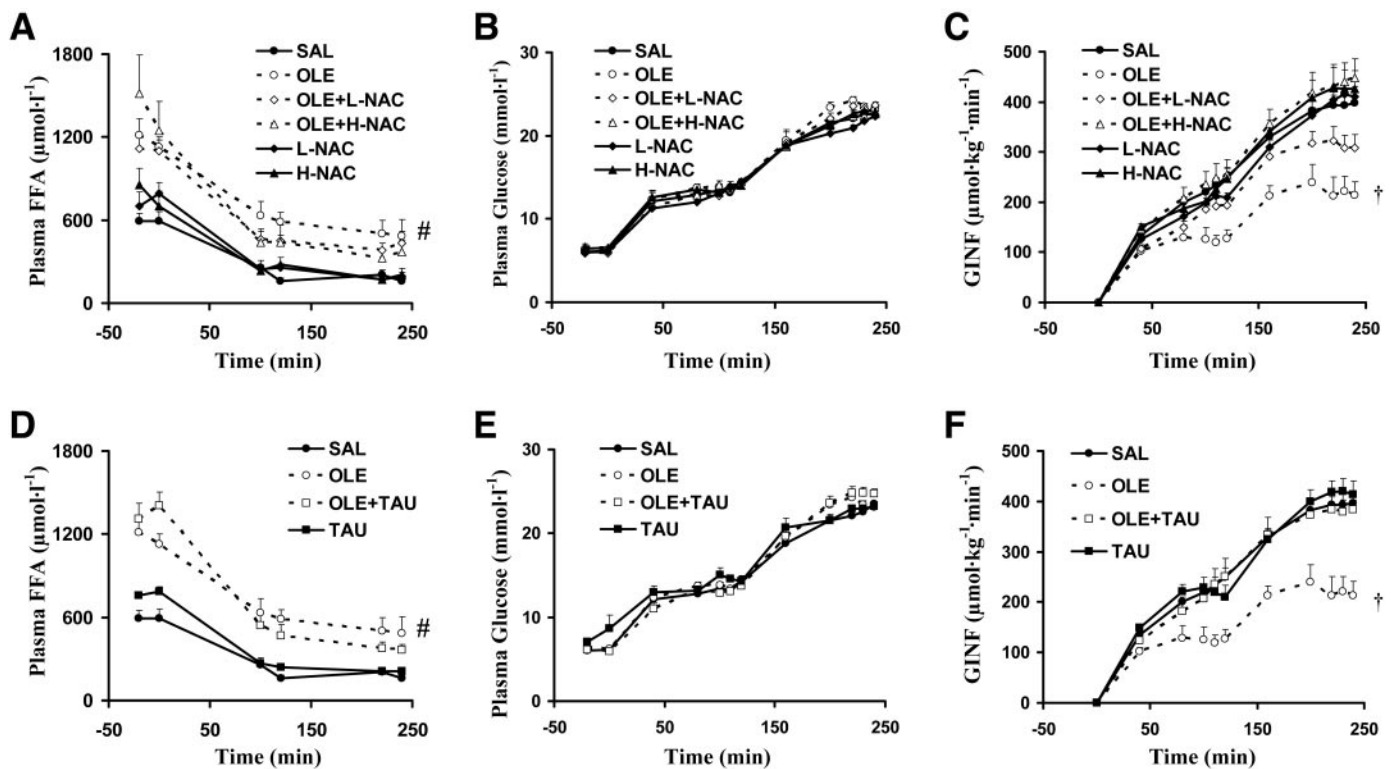 A
Plasma FFA (µmol·l⁻¹)
1800
1200
600
0
-50
50
150
250
Time (min)
SAL
OLE
OLE+L-NAC
OLE+H-NAC
L-NAC
H-NAC
#
B
Plasma Glucose (mmol·l⁻¹)
30
20
10
0
-50
50
150
250
Time (min)
SAL
OLE
OLE+L-NAC
OLE+H-NAC
L-NAC
H-NAC
C
GINF (µmol·kg⁻¹·min⁻¹)
500
400
300
200
100
0
-50
50
150
250
Time (min)
SAL
OLE
OLE+L-NAC
OLE+H-NAC
L-NAC
H-NAC
†
D
Plasma FFA (µmol·l⁻¹)
1800
1200
600
0
-50
50
150
250
Time (min)
SAL
OLE
OLE+TAU
TAU
#
E
Plasma Glucose (mmol·l⁻¹)
30
20
10
0
-50
50
150
250
Time (min)
SAL
OLE
OLE+TAU
TAU
F
GINF (µmol·kg⁻¹·min⁻¹)
500
400
300
200
100
0
-50
50
150
250
Time (min)
SAL
OLE
OLE+TAU
TAU
†